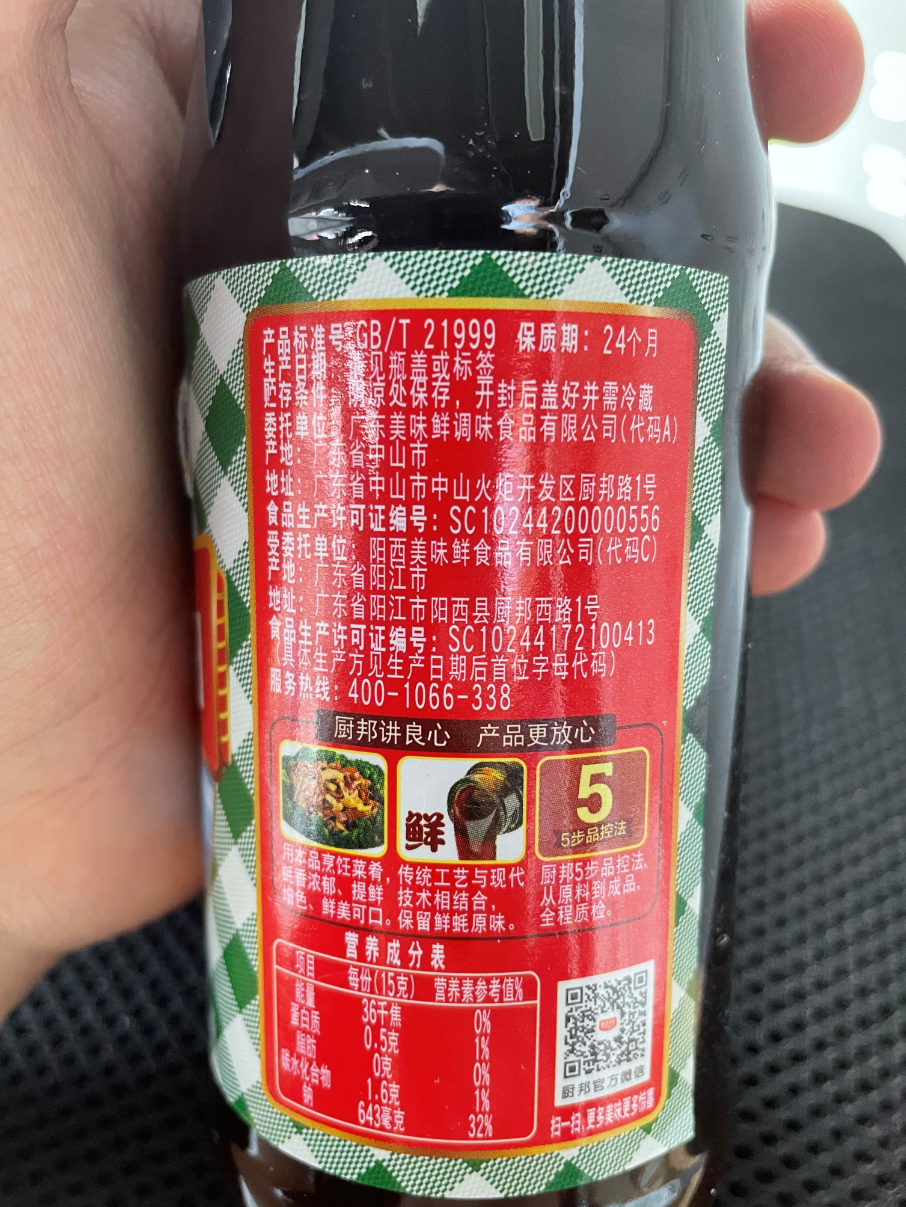 产品标准号:GB/T 21999 保质期：24个月
生产日期：见瓶盖或标签
贮存条件：阴凉处保存，开封后盖好并需冷藏
委托单位：广东美味鲜调味食品有限公司(代码A)
产地：广东省中山市
地址：广东省中山市中山火炬开发区厨邦路1号
食品生产许可证编号：SC10244200000556
受委托单位：阳西美味鲜食品有限公司(代码C)
产地：广东省阳江市
地址：广东省阳江市阳西县厨邦西路1号
食品生产许可证编号：SC10244172100413
(具体生产方见生产日期后首位字母代码)
服务热线：400-1066-338
厨邦讲良心 产品更放心
鲜
5
5步品控法
用本品烹饪菜肴，
蚝香浓郁、提鲜
增色、鲜美可口。
传统工艺与现代
技术相结合，
保留鲜蚝原味。
厨邦5步品控法，
从原料到成品，
全程质检。
营养成分表
项目 每份(15克) 营养素参考值%
能量 36千焦 0%
蛋白质 0.5克 1%
脂肪 0克 0%
碳水化合物 1.6克 1%
钠 643毫克 32%
厨邦官方微信
扫一扫,更多美味更多惊喜